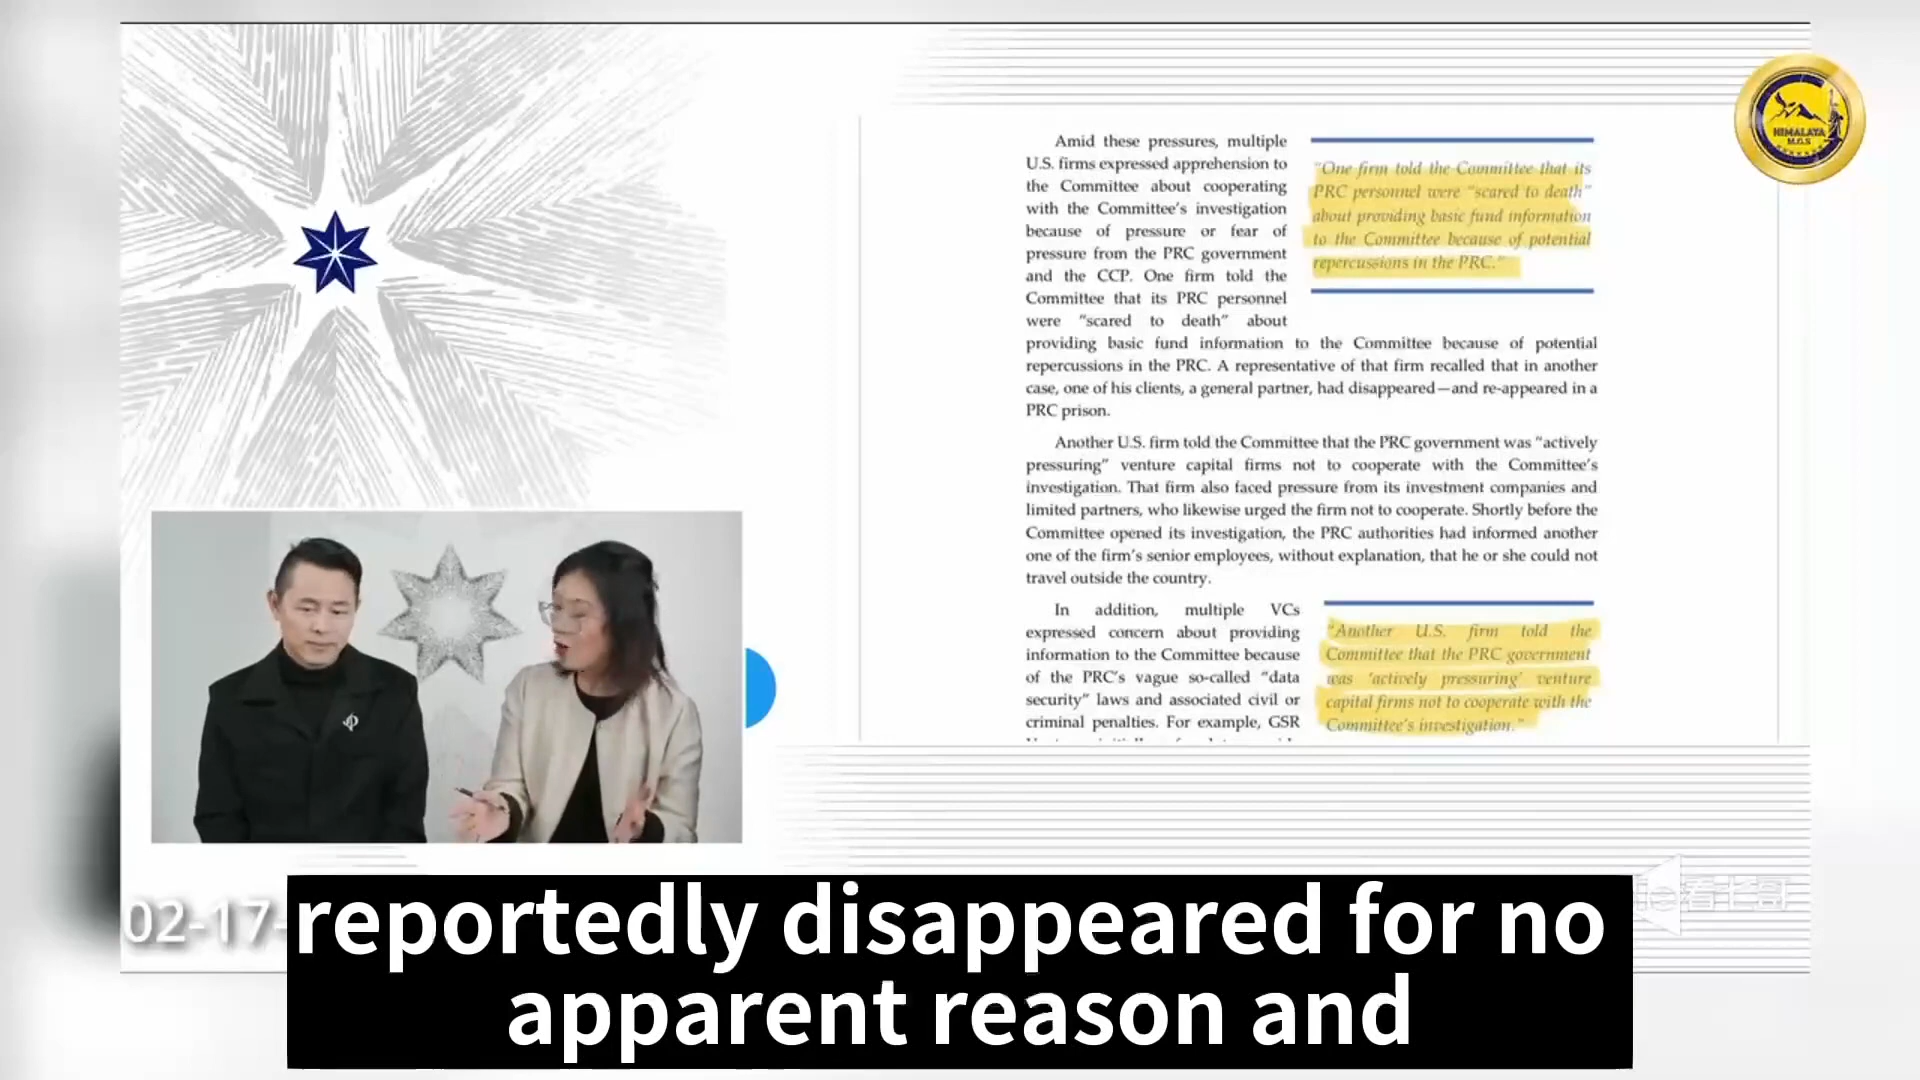 HIMALAYA
M.O.S
Amid these pressures, multiple
U.S. firms expressed apprehension to
the Committee about cooperating
with the Committee's investigation
because of pressure or fear of
pressure from the PRC government
and the CCP. One firm told the
Committee that its PRC personnel
were "scared to death" about
providing basic fund information to the Committee because of potential
repercussions in the PRC. A representative of that firm recalled that in another
case, one of his clients, a general partner, had disappeared—and re-appeared in a
PRC prison.
"One firm told the Committee that its
PRC personnel were "scared to death"
about providing basic fund information
to the Committee because of potential
repercussions in the PRC."
Another U.S. firm told the Committee that the PRC government was "actively
pressuring" venture capital firms not to cooperate with the Committee's
investigation. That firm also faced pressure from its investment companies and
limited partners, who likewise urged the firm not to cooperate. Shortly before the
Committee opened its investigation, the PRC authorities had informed another
one of the firm's senior employees, without explanation, that he or she could not
travel outside the country.
In addition, multiple VCs
expressed concern about providing
information to the Committee because
of the PRC's vague so-called "data
security" laws and associated civil or
criminal penalties. For example, GSR
"Another U.S. firm told the
Committee that the PRC government
was 'actively pressuring' venture
capital firms not to cooperate with the
Committee's investigation."
02-17-
reportedly disappeared for no
apparent reason and